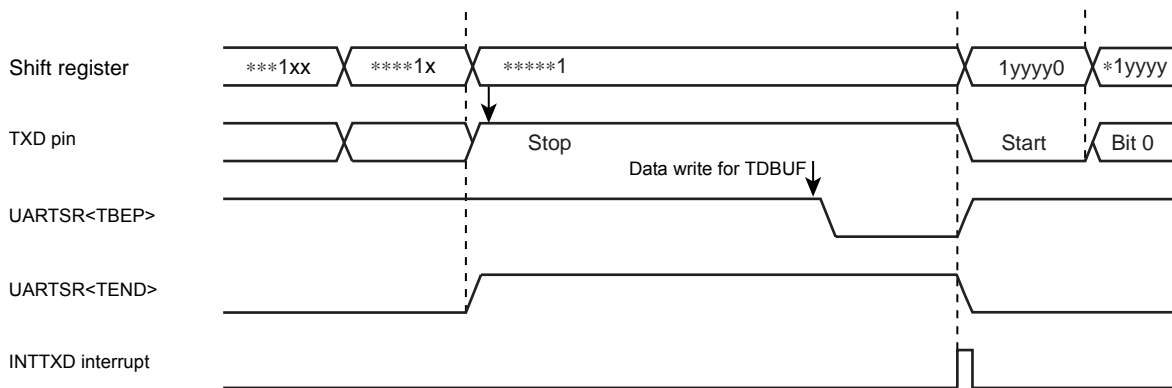 Shift register ***1xx ****1x *****1 1yyyy0 *1yyyy
TXD pin Stop Start Bit 0
Data write for TDBUF
UARTSR<TBEP>
UARTSR<TEND>
INTTXD interrupt